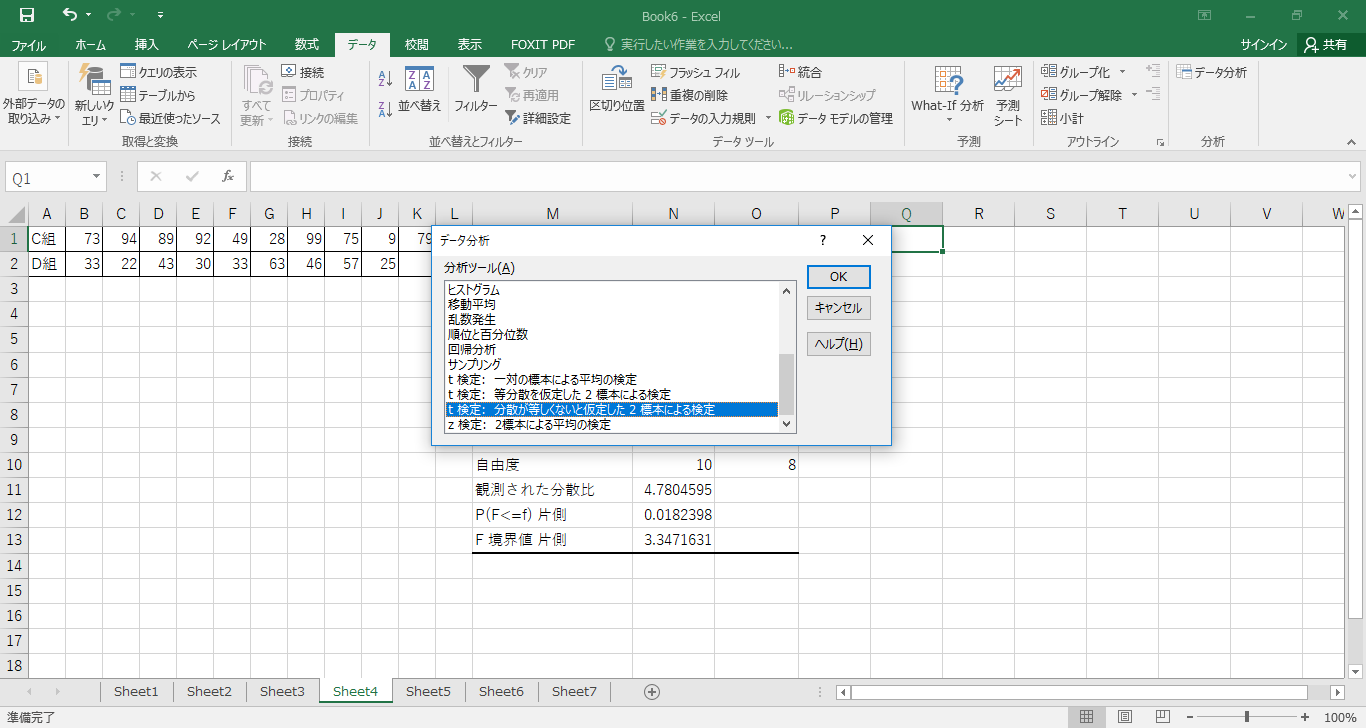 Book6 - Excel
ファイル ホーム 挿入 ページ レイアウト 数式 データ 校閲 表示 FOXIT PDF 実行したい作業を入力してください... サインイン 共有
外部データの
取り込み
新しいク
エリ
クエリの表示
テーブルから
最近使ったソース
取得と変換
すべて
更新
接続
プロパティ
リンクの編集
接続
並べ替え
フィルター
クリア
再適用
詳細設定
並べ替えとフィルター
区切り位置
フラッシュ フィル
重複の削除
データの入力規則
統合
リレーションシップ
データ モデルの管理
データ ツール
What-If 分析
予測
シート
予測
グループ化
グループ解除
小計
アウトライン
データ分析
分析
Q1
fx
A B C D E F G H I J K L M N O P Q R S T U V W
1 C組 73 94 89 92 49 28 99 75 9 79
2 D組 33 22 43 30 33 63 46 57 25
3
4
5
6
7
8
9
データ分析 ?
分析ツール(A)
ヒストグラム
移動平均
乱数発生
順位と百分位数
回帰分析
サンプリング
t 検定: 一対の標本による平均の検定
t 検定: 等分散を仮定した 2 標本による検定
t 検定: 分散が等しくないと仮定した 2 標本による検定
z 検定: 2標本による平均の検定
OK
キャンセル
ヘルプ(H)
10 自由度 10 8
11 観測された分散比 4.7804595
12 P(F<=f) 片側 0.0182398
13 F 境界値 片側 3.3471631
14
15
16
17
18
Sheet1 Sheet2 Sheet3 Sheet4 Sheet5 Sheet6 Sheet7
準備完了 100%